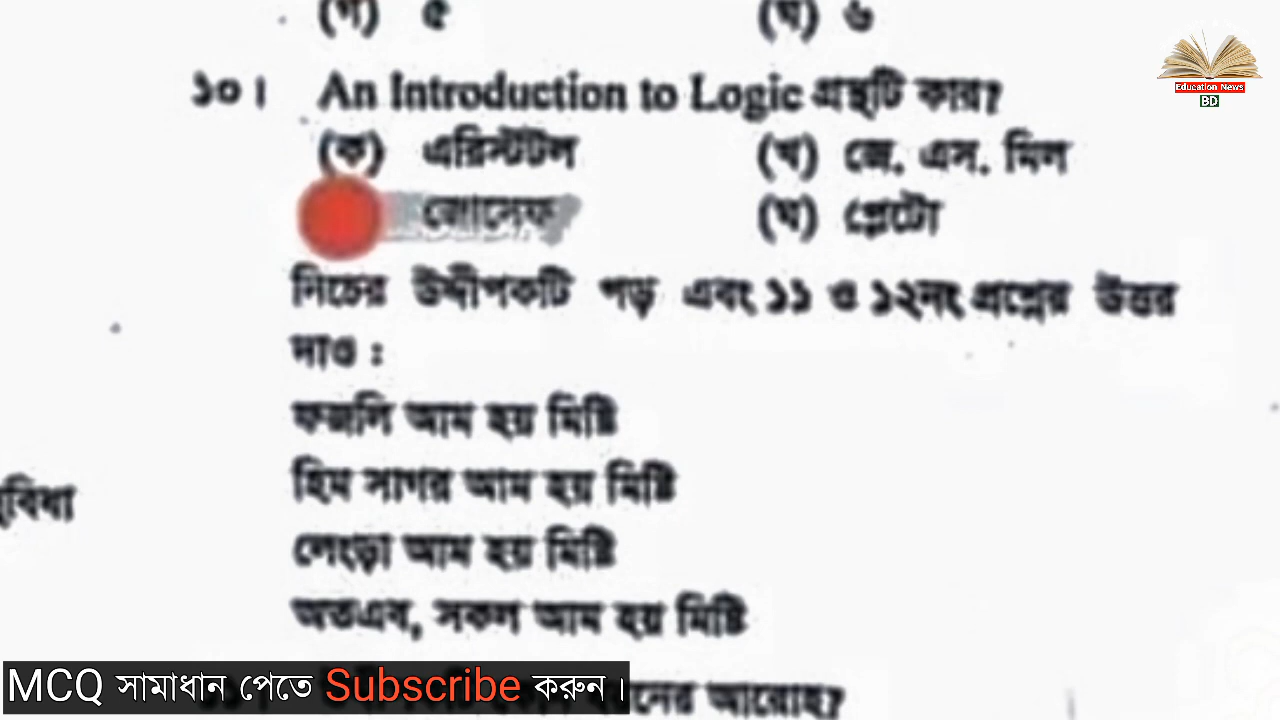 (গ) ৫ (ঘ) ৬
১০। An Introduction to Logic গ্রন্থটি কার?
(ক) এরিস্টটল (খ) জে. এস. মিল
যোসেফ (ঘ) প্লেটো
নিচের উদ্দীপকটি পড় এবং ১১ ও ১২নং প্রশ্নের উত্তর
দাও :
ফজলি আম হয় মিষ্টি
হিম সাগর আম হয় মিষ্টি
লেংড়া আম হয় মিষ্টি
অতএব, সকল আম হয় মিষ্টি
আরোহ?
Education News
BD
MCQ সামাধান পেতে Subscribe করুন।